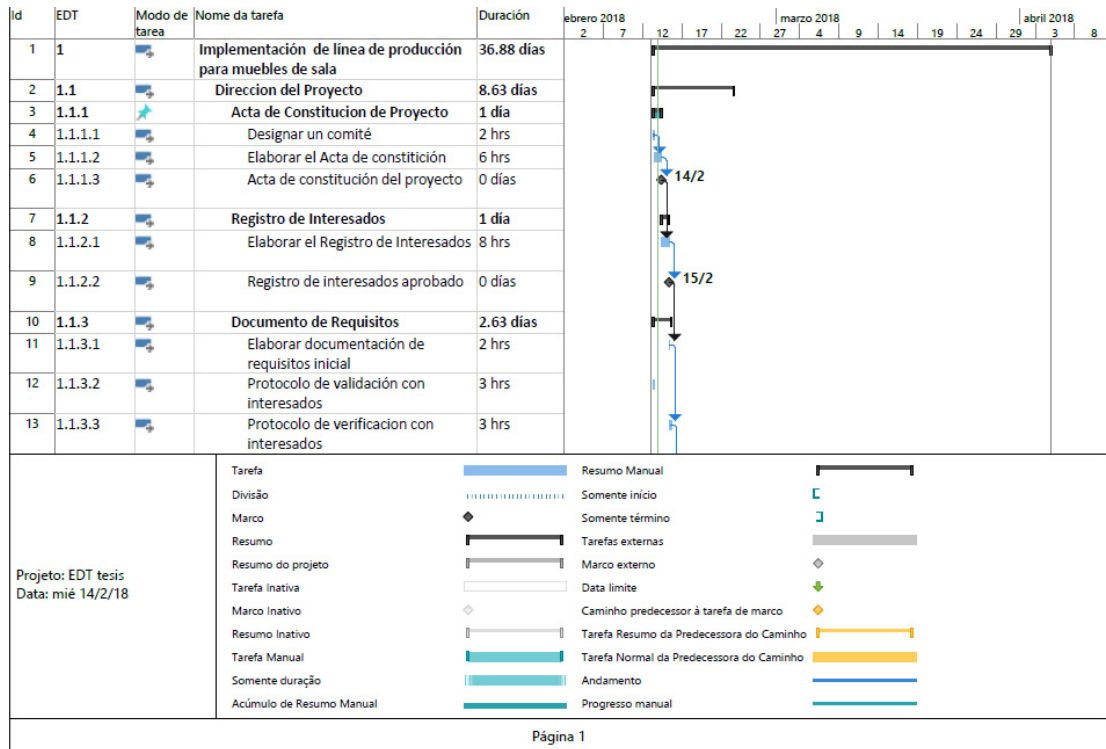 Id EDT Modo de tarea Nome da tarefa Duración ebrero 2018 marzo 2018 abril 2018
2 7 12 17 22 27 4 9 14 19 24 29 3 8
1 1 Implementación de línea de producción para muebles de sala 36.88 días
2 1.1 Direccion del Proyecto 8.63 días
3 1.1.1 Acta de Constitucion de Proyecto 1 día
4 1.1.1.1 Designar un comité 2 hrs
5 1.1.1.2 Elaborar el Acta de constitición 6 hrs
6 1.1.1.3 Acta de constitución del proyecto 0 días 14/2
7 1.1.2 Registro de Interesados 1 día
8 1.1.2.1 Elaborar el Registro de Interesados 8 hrs
9 1.1.2.2 Registro de interesados aprobado 0 días 15/2
10 1.1.3 Documento de Requisitos 2.63 días
11 1.1.3.1 Elaborar documentación de requisitos inicial 2 hrs
12 1.1.3.2 Protocolo de validación con interesados 3 hrs
13 1.1.3.3 Protocolo de verificacion con interesados 3 hrs
Projeto: EDT tesis
Data: mié 14/2/18
Tarefa Resumo Manual
Divisão Somente início
Marco Somente término
Resumo Tarefas externas
Resumo do projeto Marco externo
Tarefa Inativa Data limite
Marco Inativo Caminho predecessor à tarefa de marco
Resumo Inativo Tarefa Resumo da Predecessora do Caminho
Tarefa Manual Tarefa Normal da Predecessora do Caminho
Somente duração Andamento
Acúmulo de Resumo Manual Progresso manual
Página 1